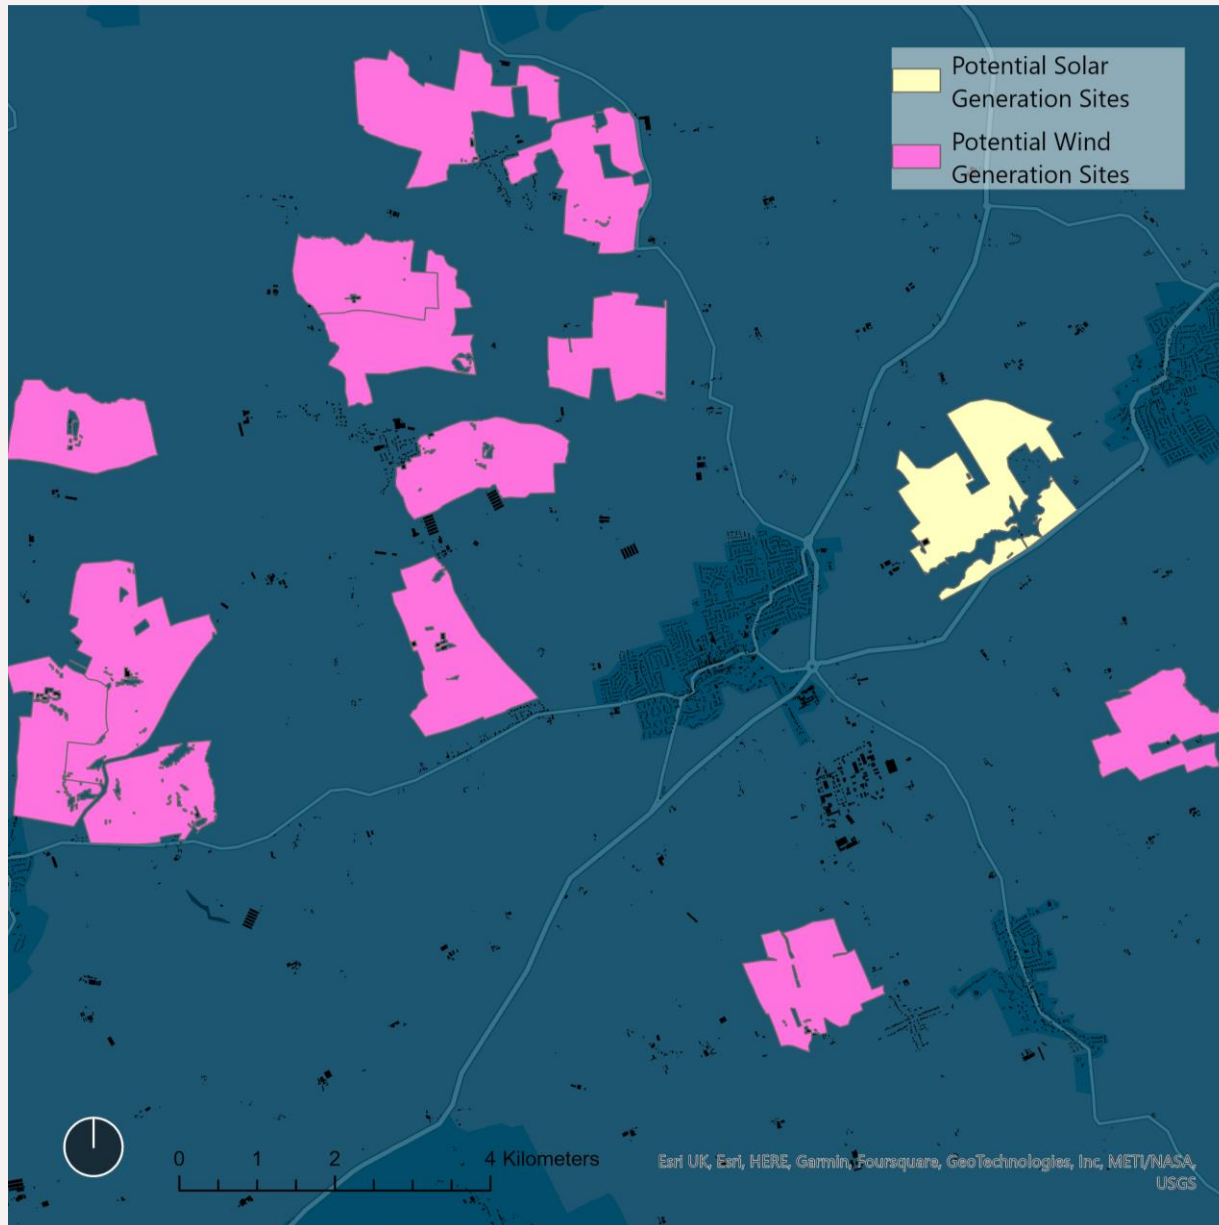 Potential Solar
Generation Sites
Potential Wind
Generation Sites
0 1 2 4 Kilometers
Esri UK, Esri, HERE, Garmin, Foursquare, GeoTechnologies, Inc, METI/NASA,
USGS